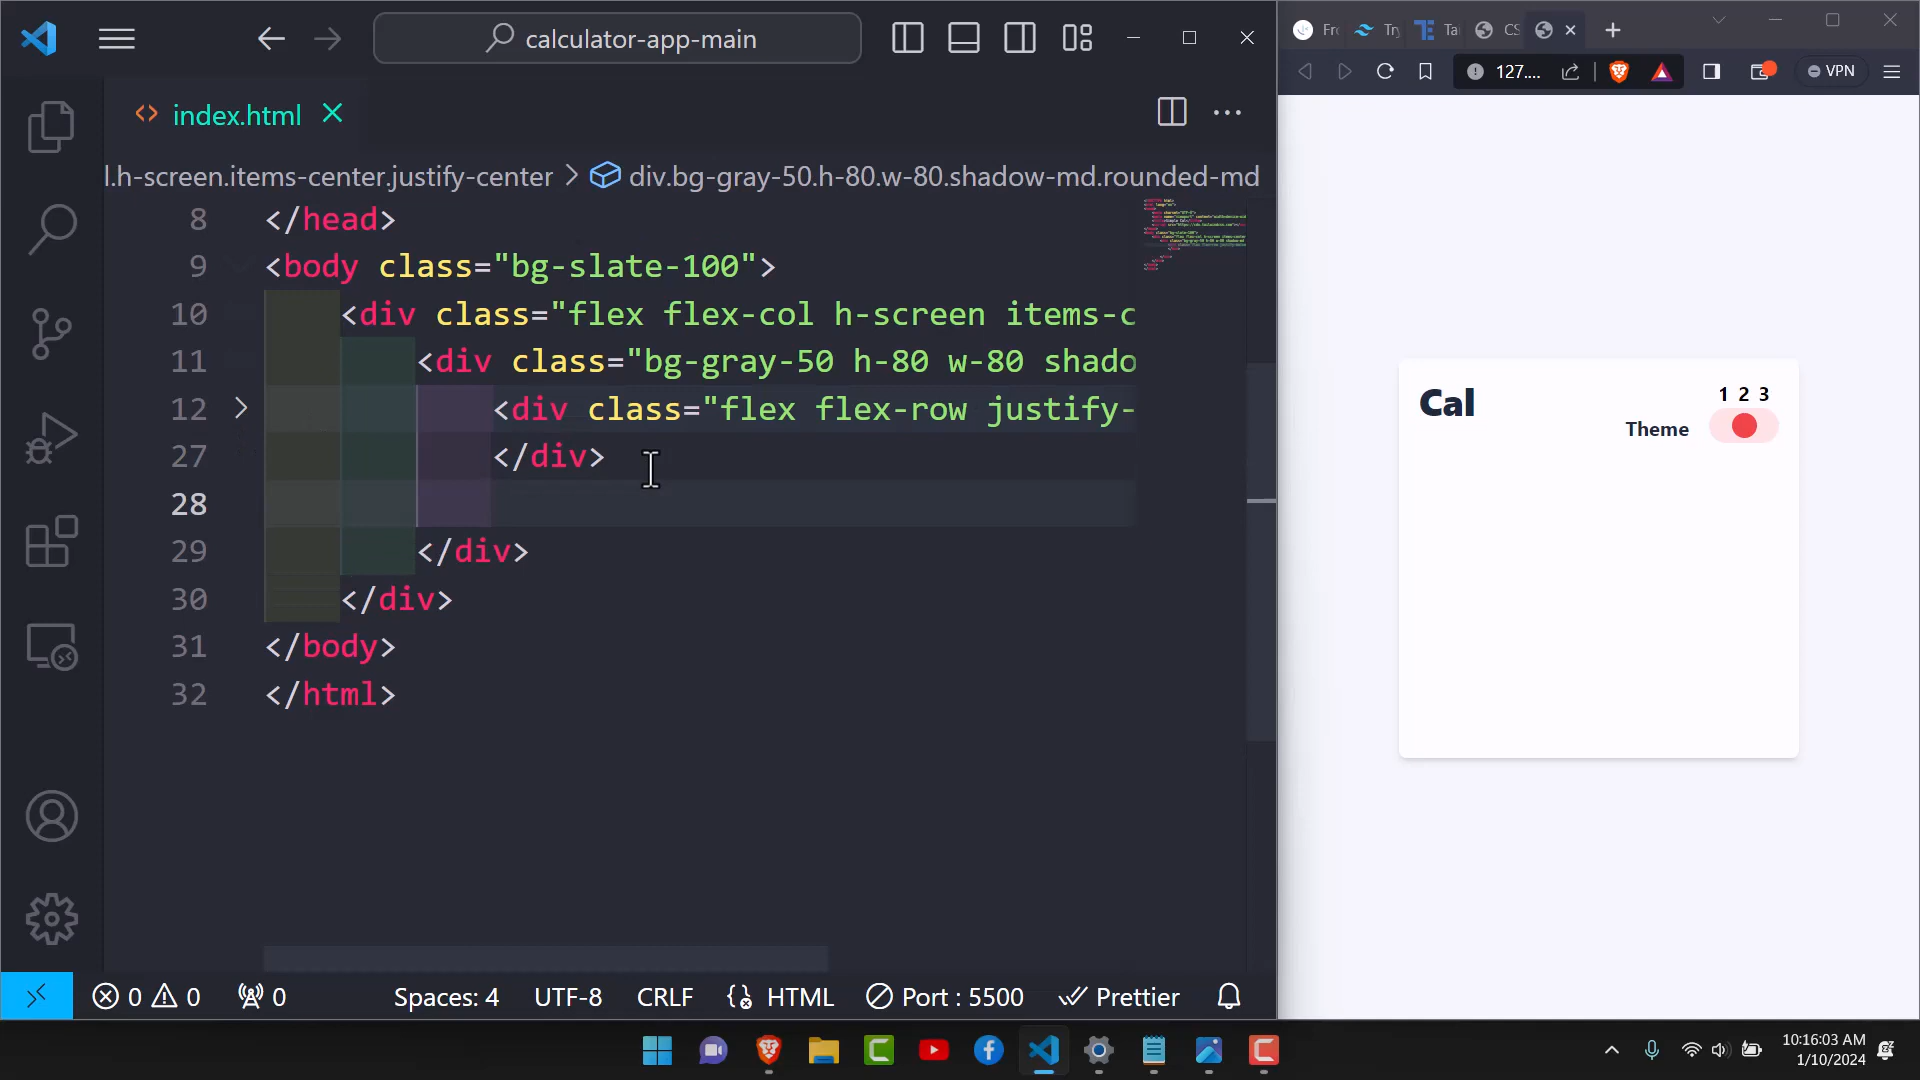 calculator-app-main
index.html
l.h-screen.items-center.justify-center > div.bg-gray-50.h-80.w-80.shadow-md.rounded-md
8 </head>
9 <body class="bg-slate-100">
10 <div class="flex flex-col h-screen items-c
11 <div class="bg-gray-50 h-80 w-80 shado
12 <div class="flex flex-row justify-
27 </div>
28
29 </div>
30 </div>
31 </body>
32 </html>
0 0 0 Spaces: 4 UTF-8 CRLF HTML Port : 5500 Prettier
Fr Try Ta CS
127.... VPN
Cal
1 2 3
Theme
10:16:03 AM
1/10/2024